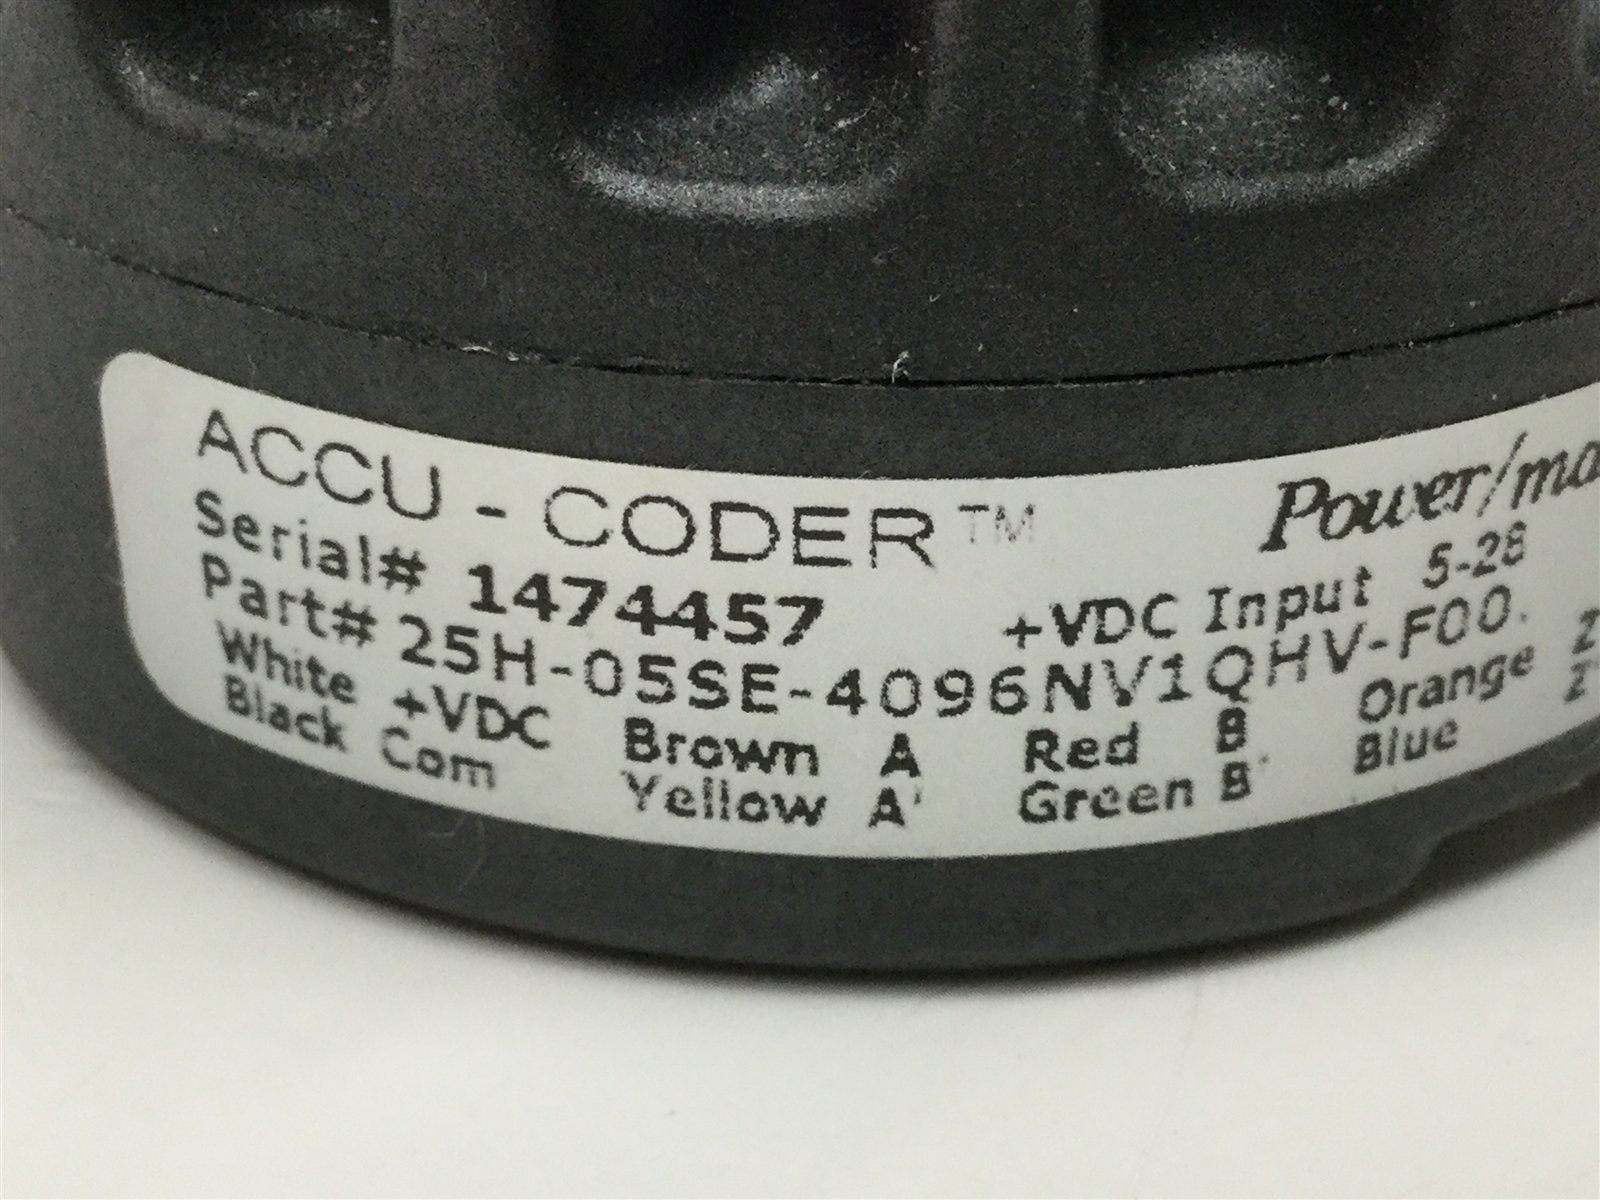 ACCU - CODER™ Power/ma
Serial# 1474457 +VDC Input 5-28
Part# 25H-05SE-4096NV1QHV-F00.
White +VDC Brown A Red B Orange Z
Black Com Yellow A' Green B' Blue Z'